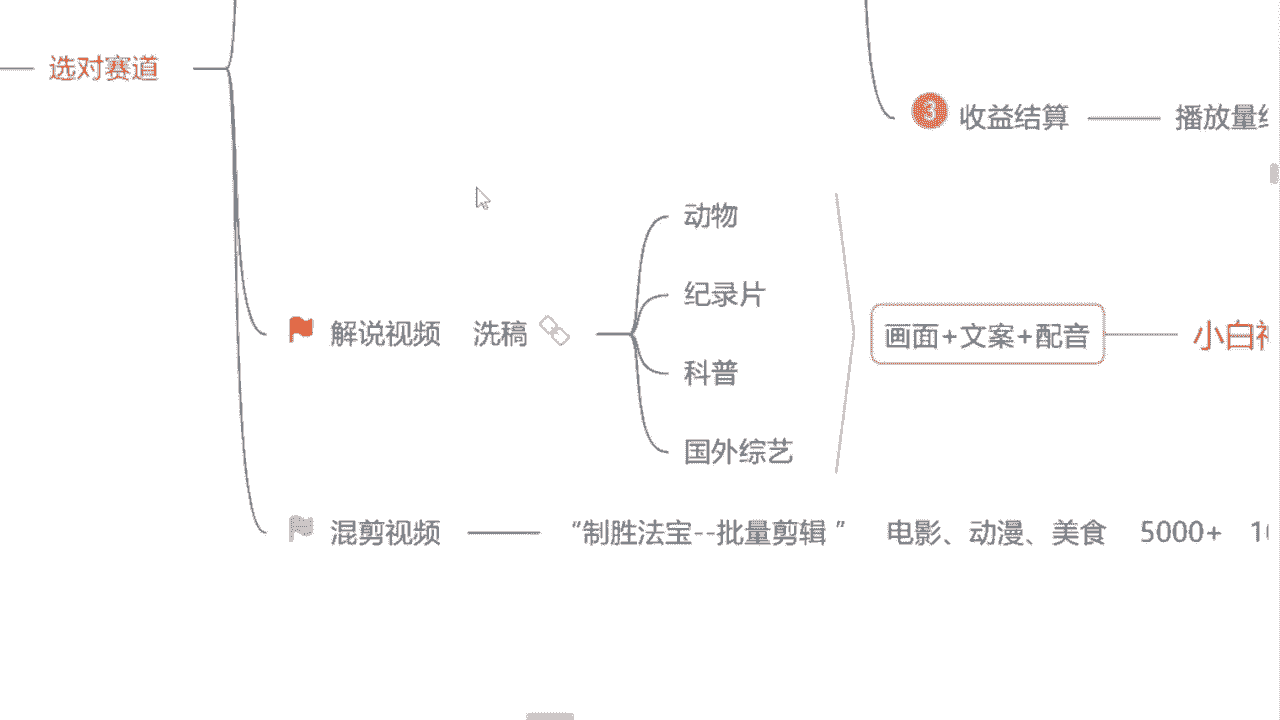 选对赛道
3 收益结算 播放量
动物
纪录片
解说视频 洗稿
画面+文案+配音
小白
科普
国外综艺
混剪视频
“制胜法宝--批量剪辑 ” 电影、动漫、美食 5000+ 1